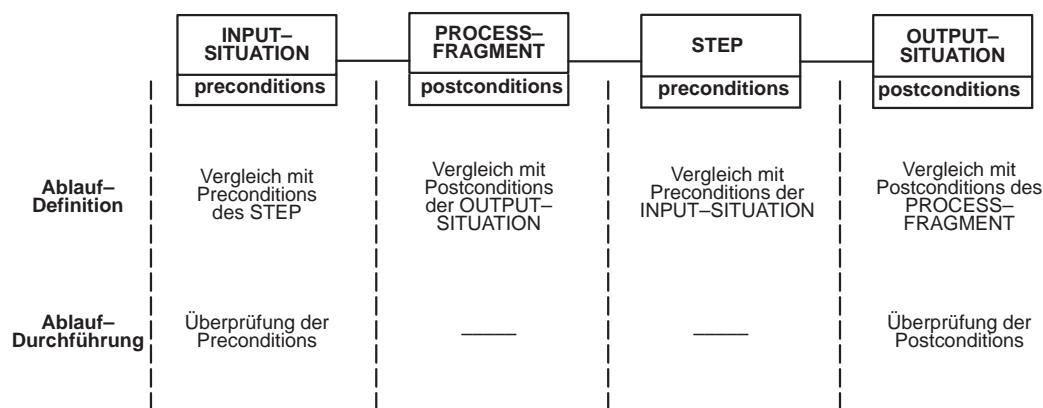 INPUT–
SITUATION
preconditions
PROCESS–
FRAGMENT
postconditions
STEP
preconditions
OUTPUT–
SITUATION
postconditions
Ablauf–
Definition
Vergleich mit
Preconditions
des STEP
Vergleich mit
Postconditions
der OUTPUT–
SITUATION
Vergleich mit
Preconditions der
INPUT–SITUATION
Vergleich mit
Postconditions des
PROCESS–
FRAGMENT
Ablauf–
Durchführung
Überprüfung der
Preconditions
Überprüfung der
Postconditions